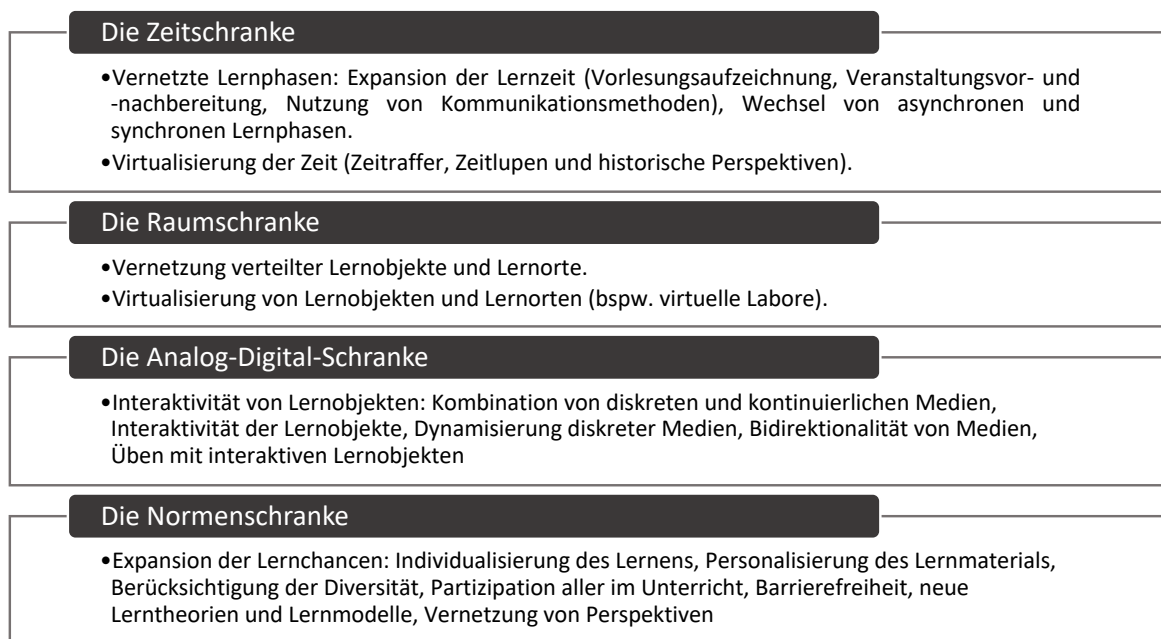 Die Zeitschranke
•Vernetzte Lernphasen: Expansion der Lernzeit (Vorlesungsaufzeichnung, Veranstaltungsvor- und
-nachbereitung, Nutzung von Kommunikationsmethoden), Wechsel von asynchronen und
synchronen Lernphasen.
•Virtualisierung der Zeit (Zeitraffer, Zeitlupen und historische Perspektiven).
Die Raumschranke
•Vernetzung verteilter Lernobjekte und Lernorte.
•Virtualisierung von Lernobjekten und Lernorten (bspw. virtuelle Labore).
Die Analog-Digital-Schranke
•Interaktivität von Lernobjekten: Kombination von diskreten und kontinuierlichen Medien,
Interaktivität der Lernobjekte, Dynamisierung diskreter Medien, Bidirektionalität von Medien,
Üben mit interaktiven Lernobjekten
Die Normenschranke
•Expansion der Lernchancen: Individualisierung des Lernens, Personalisierung des Lernmaterials,
Berücksichtigung der Diversität, Partizipation aller im Unterricht, Barrierefreiheit, neue
Lerntheorien und Lernmodelle, Vernetzung von Perspektiven